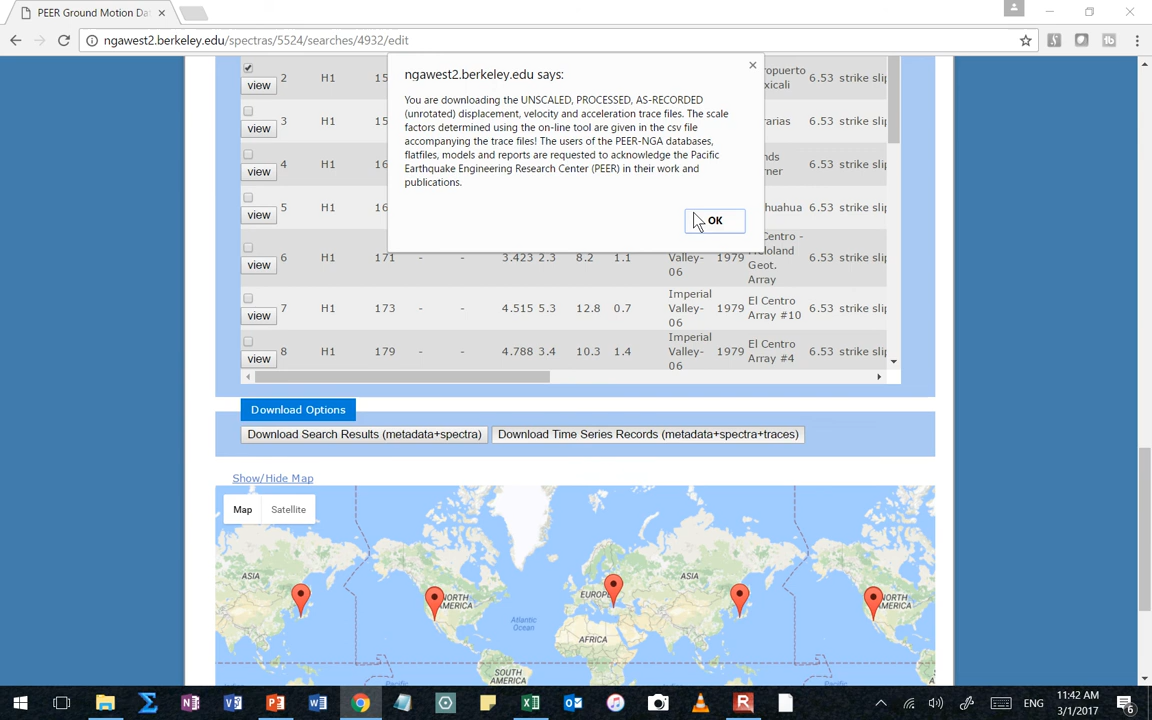 PEER Ground Motion Da
ngawest2.berkeley.edu/spectras/5524/searches/4932/edit
ngawest2.berkeley.edu says:
You are downloading the UNSCALED, PROCESSED, AS-RECORDED
(unrotated) displacement, velocity and acceleration trace files. The scale
factors determined using the on-line tool are given in the csv file
accompanying the trace files! The users of the PEER-NGA databases,
flatfiles, models and reports are requested to acknowledge the Pacific
Earthquake Engineering Research Center (PEER) in their work and
publications.
OK
view 2 H1 15 ropuerto xicali 6.53 strike slip
view 3 H1 15 rarias 6.53 strike slip
view 4 H1 16 nds rner 6.53 strike slip
view 5 H1 16 huahua 6.53 strike slip
view 6 H1 171 - - 3.423 2.3 8.2 1.1 Valley-06 1979 Centro - Geot. Array 6.53 strike slip
view 7 H1 173 - - 4.515 5.3 12.8 0.7 Imperial Valley-06 1979 El Centro Array #10 6.53 strike slip
view 8 H1 179 - - 4.788 3.4 10.3 1.4 Imperial Valley-06 1979 El Centro Array #4 6.53 strike slip
Download Options
Download Search Results (metadata+spectra) Download Time Series Records (metadata+spectra+traces)
Show/Hide Map
Map Satellite
ASIA
NORTH AMERICA
EUROPE
ASIA
NORTH AMERICA
Atlantic Ocean
AFRICA
SOUTH AMERICA
ENG
11:42 AM
3/1/2017
6